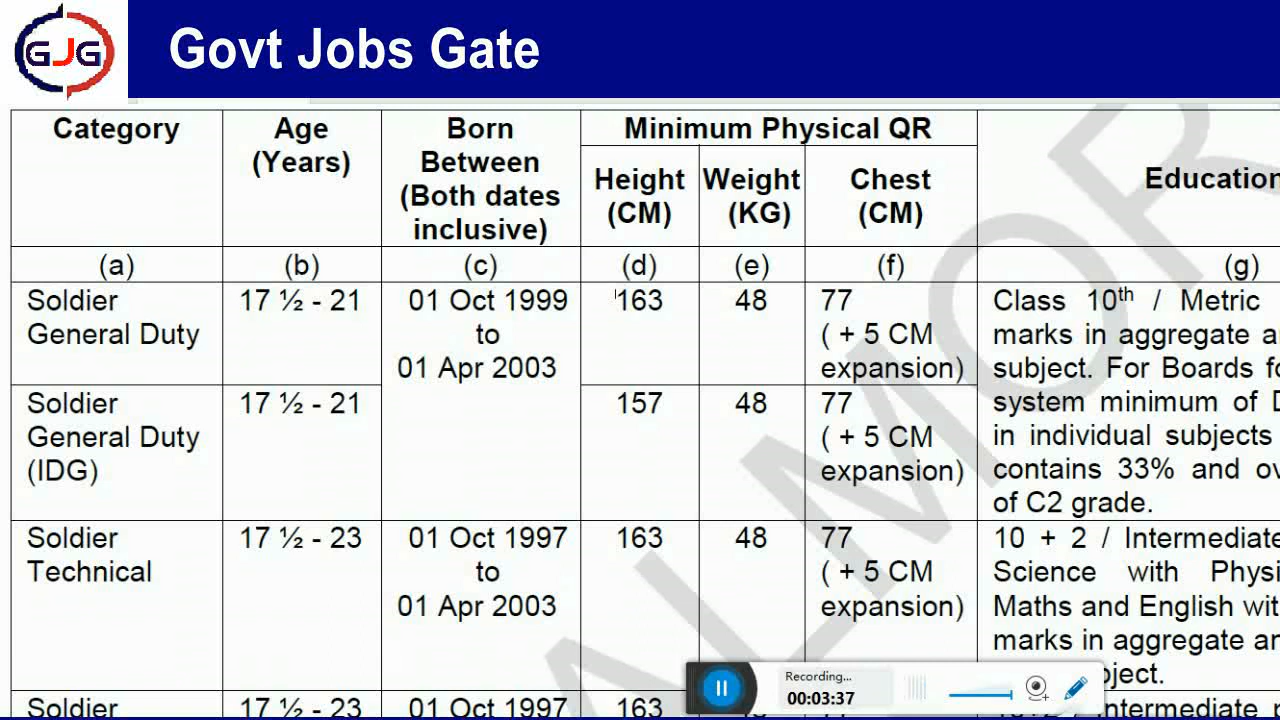 GJG
Govt Jobs Gate
Category
Age
(Years)
Born
Between
(Both dates
inclusive)
Minimum Physical QR
Height
(CM)
Weight
(KG)
Chest
(CM)
Education
(a)
(b)
(c)
(d)
(e)
(f)
(g)
Soldier
General Duty
17 ½ - 21
01 Oct 1999
to
01 Apr 2003
163
48
77
( + 5 CM
expansion)
Class 10th / Metric
marks in aggregate
subject. For Boards
system minimum of
in individual subjects
contains 33% and
of C2 grade.
Soldier
General Duty
(IDG)
17 ½ - 21
157
48
77
( + 5 CM
expansion)
Soldier
Technical
17 ½ - 23
01 Oct 1997
to
01 Apr 2003
163
48
77
( + 5 CM
expansion)
10 + 2 / Intermediate
Science with
Maths and English
marks in aggregate
Soldier
17 ½ - 23
01 Oct 1997
163
ALMOR
Recording...
00:03:37